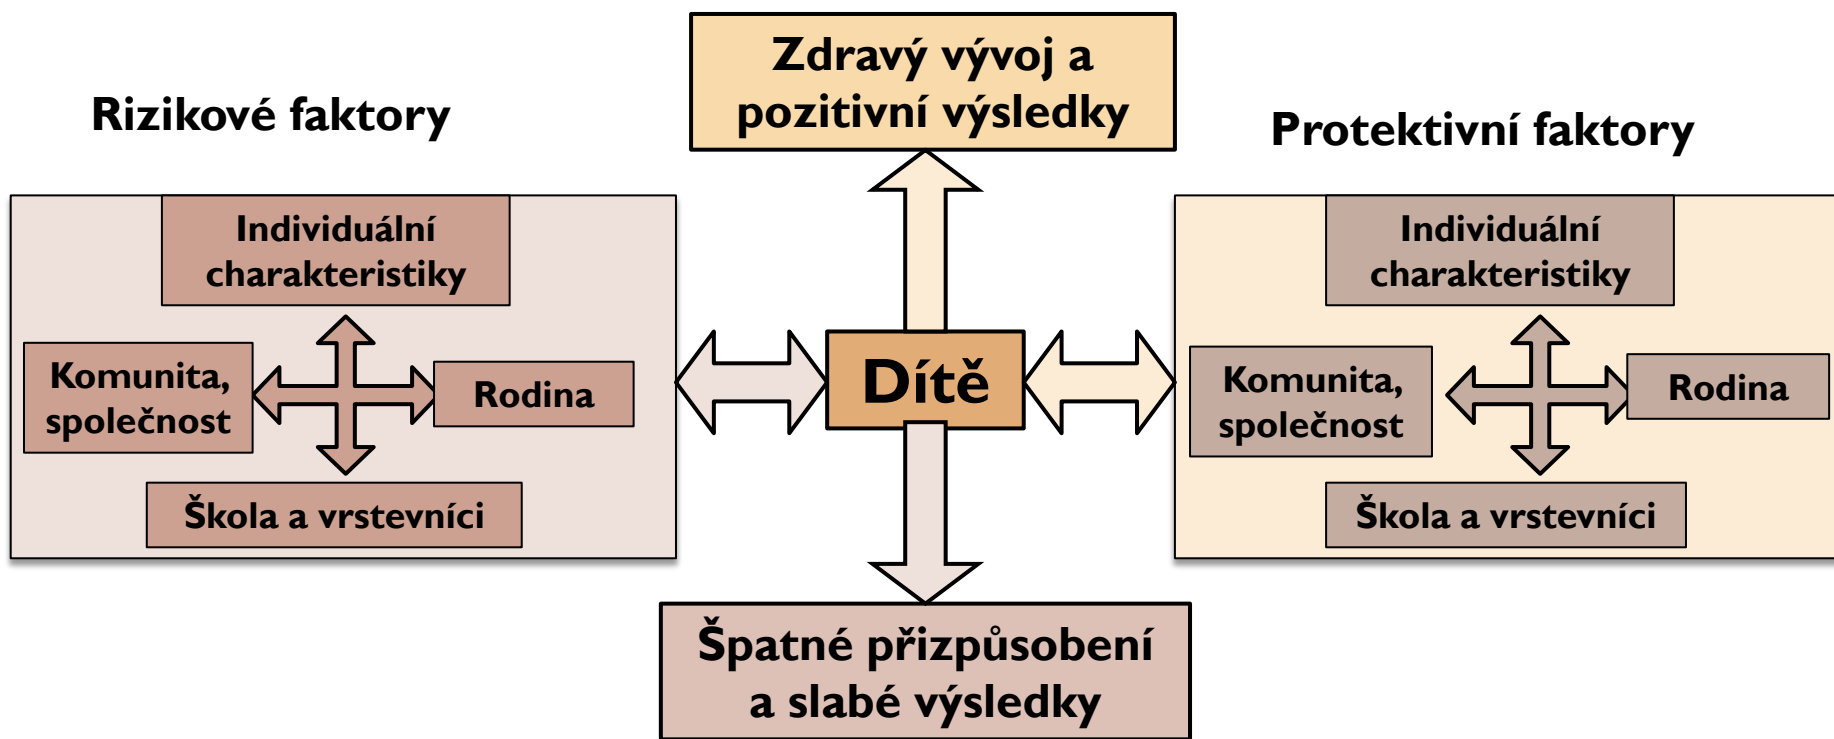 Zdravý vývoj a
pozitivní výsledky
Rizikové faktory
Protektivní faktory
Individuální
charakteristiky
Komunita,
společnost
Rodina
Škola a vrstevníci
Dítě
Individuální
charakteristiky
Komunita,
společnost
Rodina
Škola a vrstevníci
Špatné přizpůsobení
a slabé výsledky